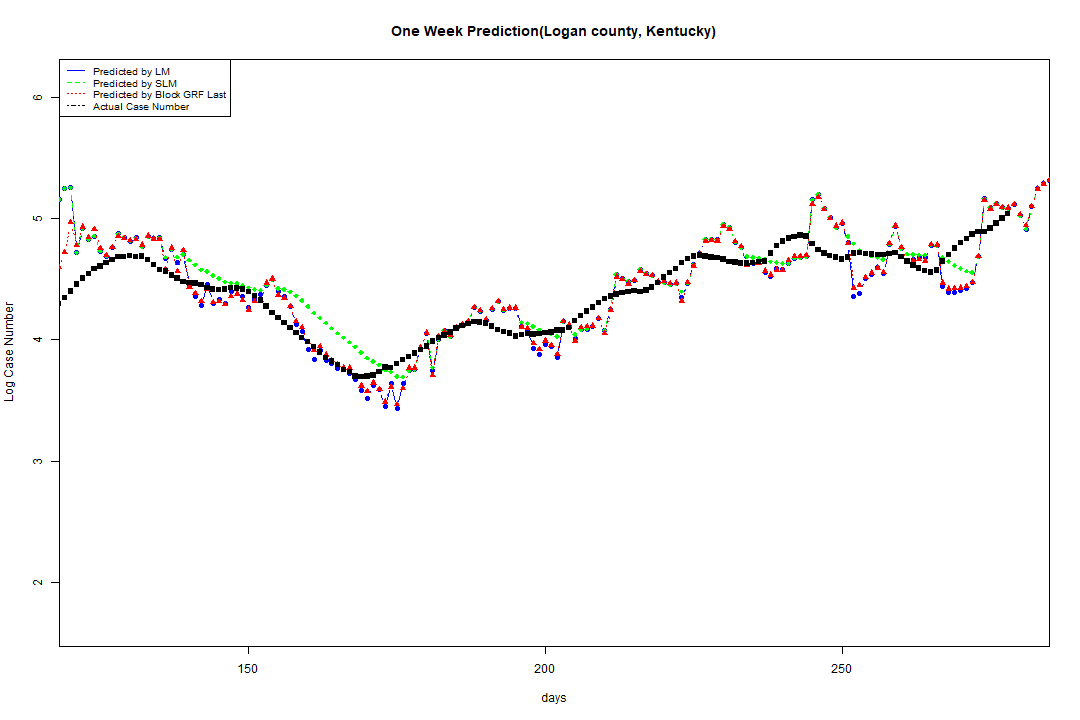 One Week Prediction(Logan county, Kentucky)
Predicted by LM
Predicted by SLM
Predicted by Block GRF Last
Actual Case Number
6
5
4
3
2
Log Case Number
150
200
250
days